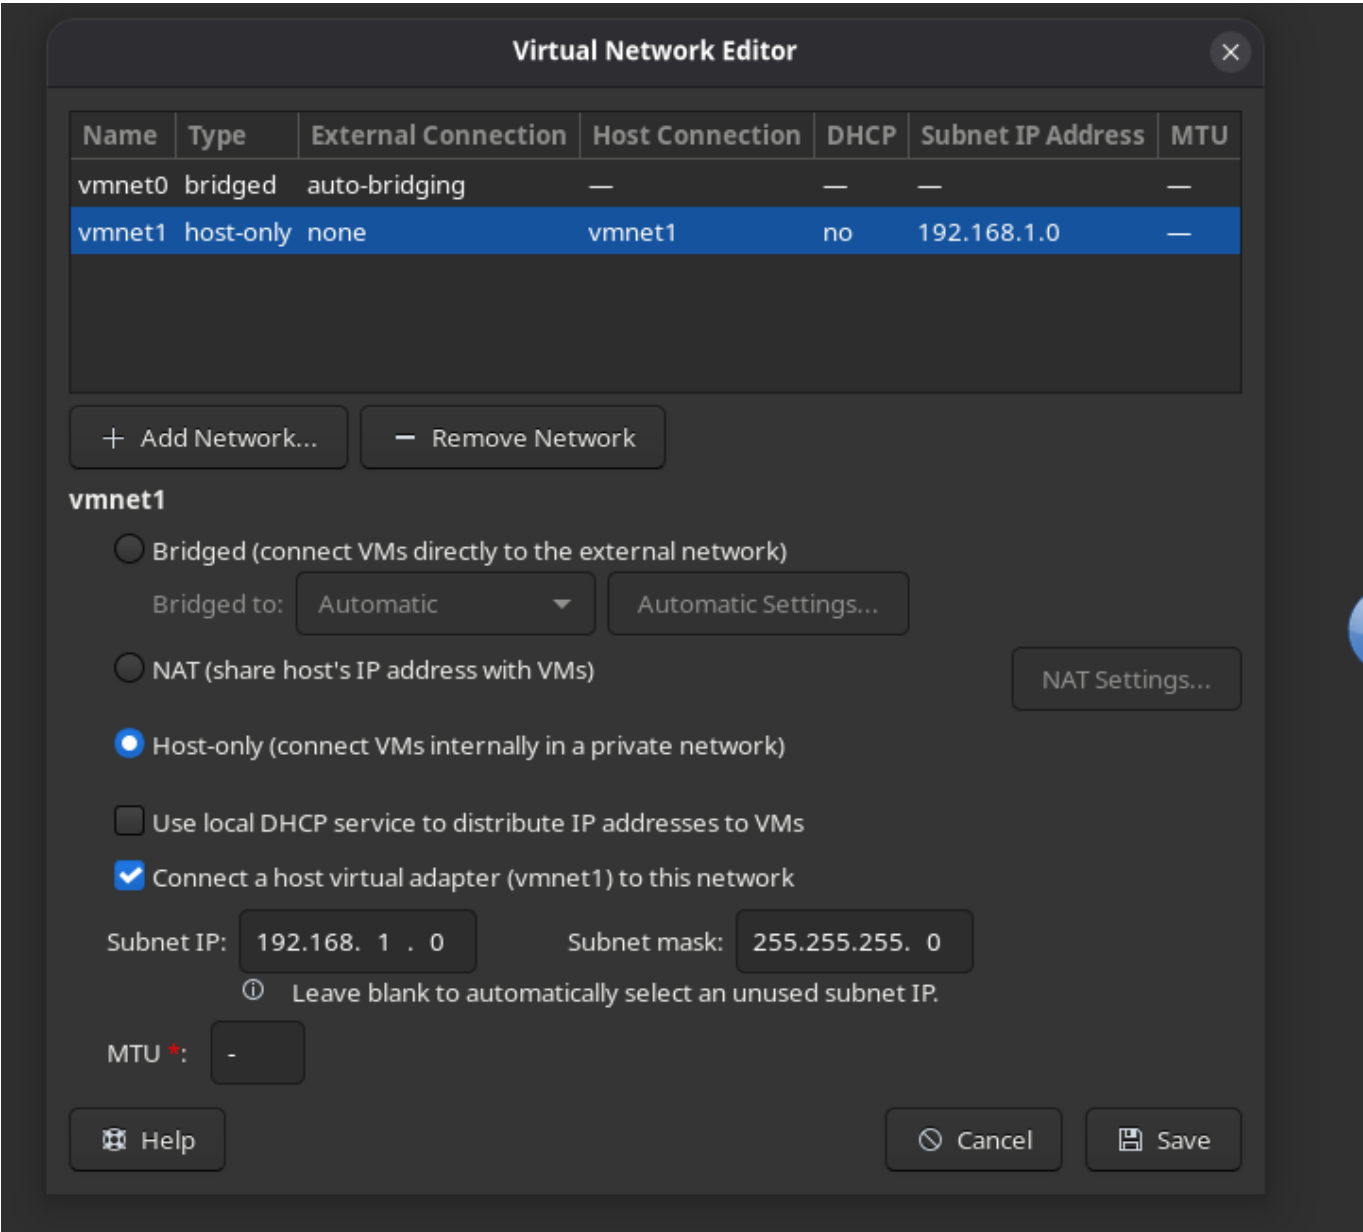 Virtual Network Editor
Name Type External Connection Host Connection DHCP Subnet IP Address MTU
vmnet0 bridged auto-bridging — — — —
vmnet1 host-only none vmnet1 no 192.168.1.0 —
+ Add Network... − Remove Network
vmnet1
Bridged (connect VMs directly to the external network)
Bridged to: Automatic Automatic Settings...
NAT (share host's IP address with VMs)
NAT Settings...
Host-only (connect VMs internally in a private network)
Use local DHCP service to distribute IP addresses to VMs
Connect a host virtual adapter (vmnet1) to this network
Subnet IP: 192.168. 1 . 0 Subnet mask: 255.255.255. 0
Leave blank to automatically select an unused subnet IP.
MTU *: -
Help Cancel Save